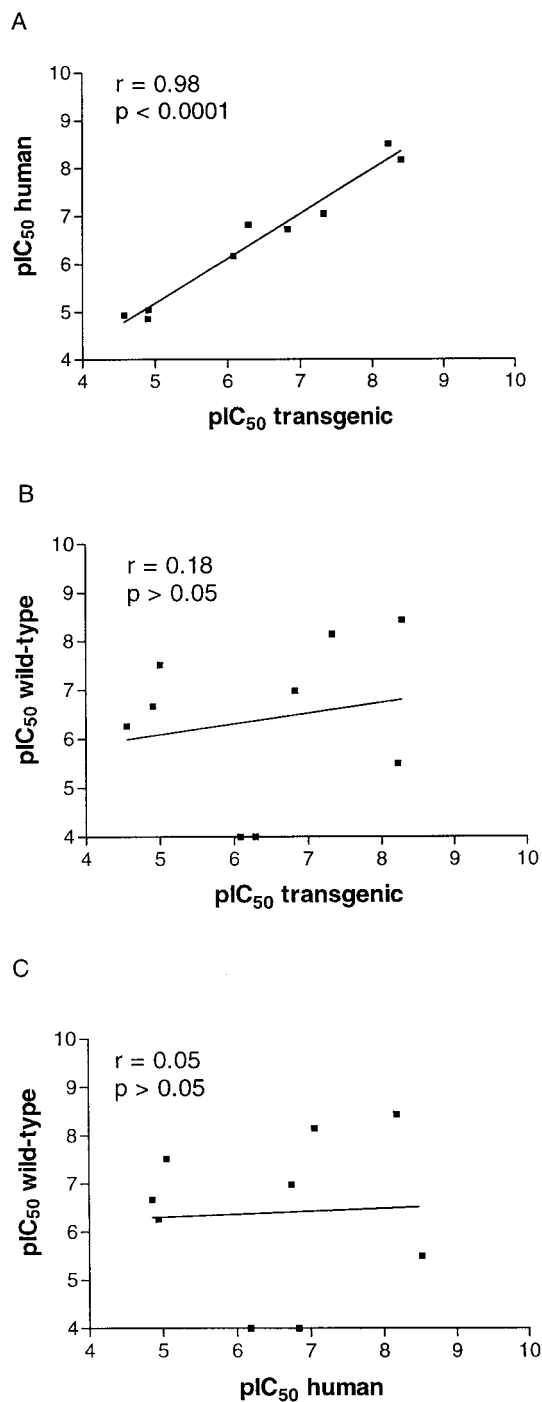 A
r = 0.98
p < 0.0001
pIC50 human
10
9
8
7
6
5
4
4 5 6 7 8 9 10
pIC50 transgenic
B
r = 0.18
p > 0.05
pIC50 wild-type
10
9
8
7
6
5
4
4 5 6 7 8 9 10
pIC50 transgenic
C
r = 0.05
p > 0.05
pIC50 wild-type
10
9
8
7
6
5
4
4 5 6 7 8 9 10
pIC50 human